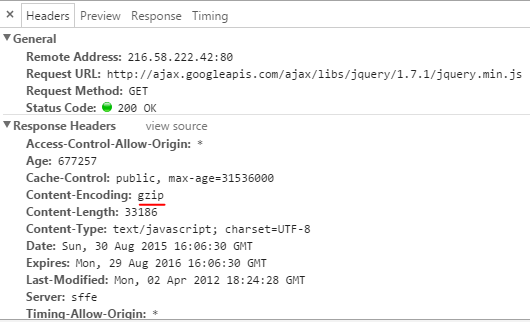 × Headers Preview Response Timing
▼General
Remote Address: 216.58.222.42:80
Request URL: http://ajax.googleapis.com/ajax/libs/jquery/1.7.1/jquery.min.js
Request Method: GET
Status Code: 200 OK
▼Response Headers view source
Access-Control-Allow-Origin: *
Age: 677257
Cache-Control: public, max-age=31536000
Content-Encoding: gzip
Content-Length: 33186
Content-Type: text/javascript; charset=UTF-8
Date: Sun, 30 Aug 2015 16:06:30 GMT
Expires: Mon, 29 Aug 2016 16:06:30 GMT
Last-Modified: Mon, 02 Apr 2012 18:24:28 GMT
Server: sffe
Timing-Allow-Origin: *